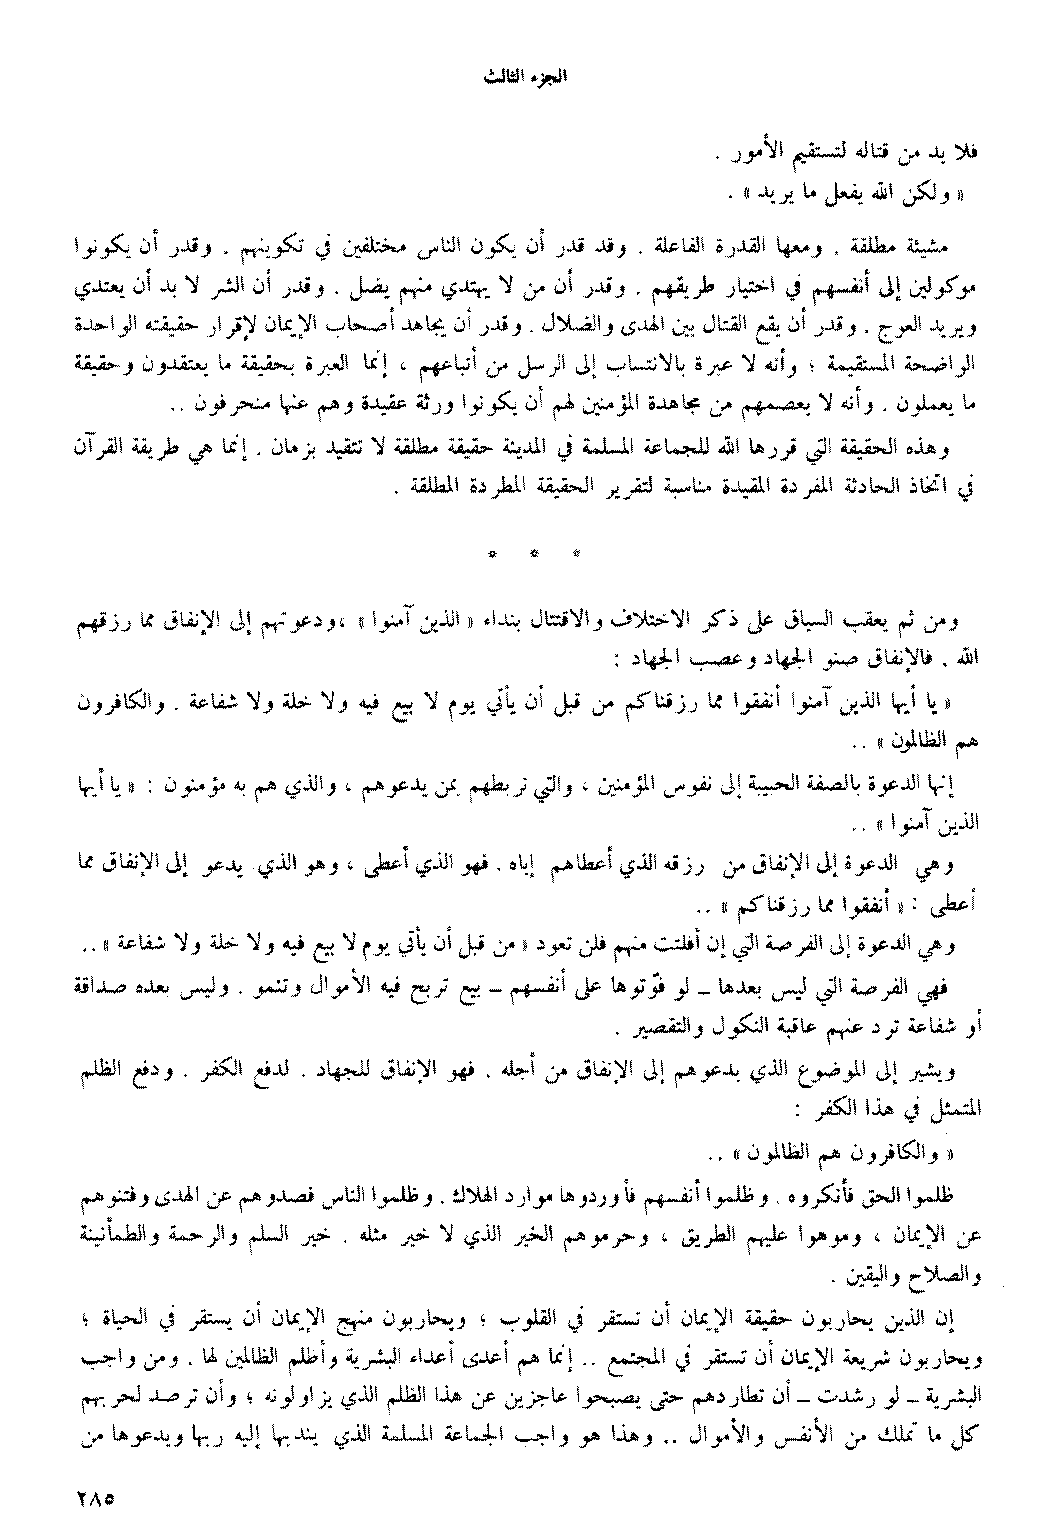 الجزء الثالث
فلا بد من قتاله لتستقيم الأمور .
« ولكن الله يفعل ما يريد » .
مشيئة مطلقة . ومعها القدرة الفاعلة . وقد قدر أن يكون الناس مختلفين في تكوينهم . وقدر أن يكونوا
موكولين إلى أنفسهم في اختيار طريقهم . وقدر أن من لا يهتدي منهم يضل . وقدر أن الشر لا بد أن يعتدي
ويريد العوج . وقدر أن يقع القتال بين الهدى والضلال . وقدر أن يجاهد أصحاب الإيمان لإقرار حقيقته الواحدة
الواضحة المستقيمة ؛ وأنه لا عبرة بالانتساب إلى الرسل من أتباعهم ، إنما العبرة بحقيقة ما يعتقدون وحقيقة
ما يعملون . وأنه لا يعصمهم من مجاهدة المؤمنين لهم أن يكونوا ورثة عقيدة وهم عنها منحرفون ..
وهذه الحقيقة التي قررها الله للجماعة المسلمة في المدينة حقيقة مطلقة لا تتقيد بزمان . إنما هي طريقة القرآن
في اتخاذ الحادثة المفردة المقيدة مناسبة لتقرير الحقيقة المطردة المطلقة .
* * *
ومن ثم يعقب السياق على ذكر الاختلاف والاقتتال بنداء « الذين آمنوا » ،ودعوتهم إلى الإنفاق مما رزقهم
الله . فالإنفاق صنو الجهاد وعصب الجهاد :
« يا أيها الذين آمنوا أنفقوا مما رزقناكم من قبل أن يأتي يوم لا بيع فيه ولا خلة ولا شفاعة . والكافرون
هم الظالمون » ..
إنها الدعوة بالصفة الحبيبة إلى نفوس المؤمنين ، والتي تربطهم بمن يدعوهم ، والذي هم به مؤمنون : « يا أيها
الذين آمنوا » ..
وهي الدعوة إلى الإنفاق من رزقه الذي أعطاهم إياه . فهو الذي أعطى ، وهو الذي يدعو إلى الإنفاق مما
أعطى : « أنفقوا مما رزقناكم » ..
وهي الدعوة إلى الفرصة التي إن أفلتت منهم فلن تعود « من قبل أن يأتي يوم لا بيع فيه ولا خلة ولا شفاعة » ..
فهي الفرصة التي ليس بعدها – لو فوّتوها على أنفسهم – بيع تربح فيه الأموال وتنمو . وليس بعده صداقة
أو شفاعة ترد عنهم عاقبة النكول والتقصير .
ويشير إلى الموضوع الذي يدعوهم إلى الإنفاق من أجله . فهو الإنفاق للجهاد . لدفع الكفر . ودفع الظلم
المتمثل في هذا الكفر :
« والكافرون هم الظالمون » ..
ظلموا الحق فأنكروه . وظلموا أنفسهم فأوردوها موارد الهلاك . وظلموا الناس فصدوهم عن الهدى وفتنوهم
عن الإيمان ، وموهوا عليهم الطريق ، وحرموهم الخير الذي لا خير مثله . خير السلم والرحمة والطمأنينة
والصلاح واليقين .
إن الذين يحاربون حقيقة الإيمان أن تستقر في القلوب ؛ ويحاربون منهج الإيمان أن يستقر في الحياة ؛
ويحاربون شريعة الإيمان أن تستقر في المجتمع .. إنما هم أعدى أعداء البشرية وأظلم الظالمين لها . ومن واجب
البشرية – لو رشدت – أن تطاردهم حتى يصبحوا عاجزين عن هذا الظلم الذي يزاولونه ؛ وأن ترصد لحربهم
كل ما تملك من الأنفس والأموال .. وهذا هو واجب الجماعة المسلمة الذي يندبها إليه ربها ويدعوها من
٢٨٥